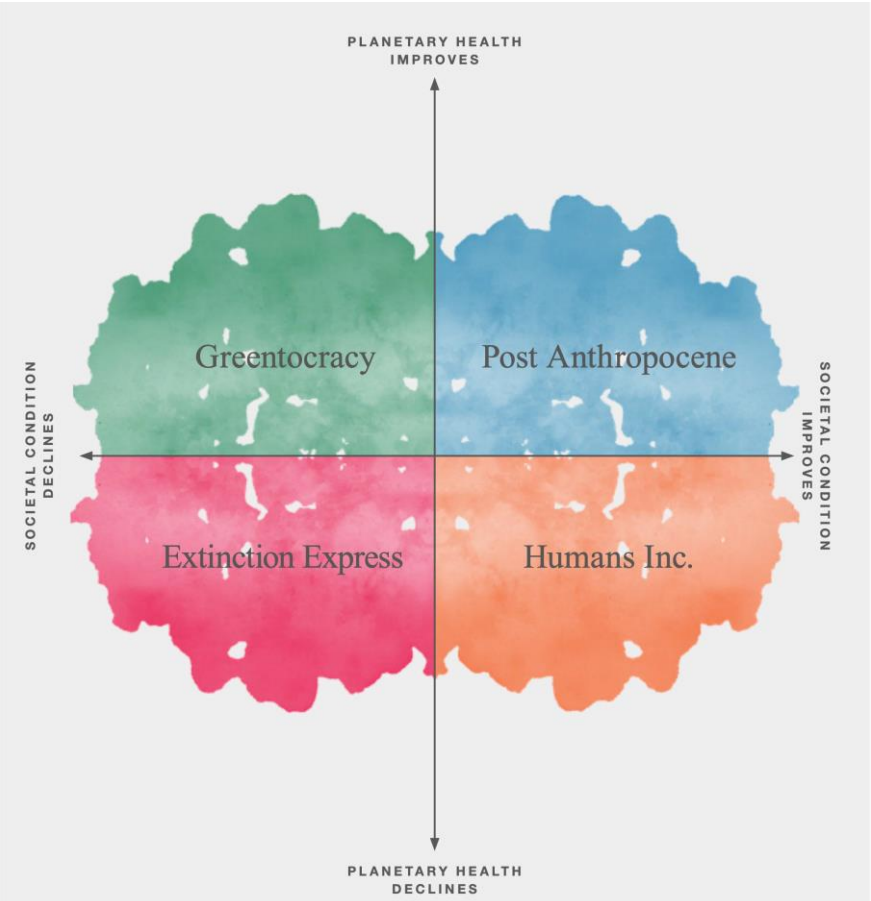 PLANETARY HEALTH
IMPROVES
Greentocracy
Post Anthropocene
SOCIETAL CONDITION
DECLINES
SOCIETAL CONDITION
IMPROVES
Extinction Express
Humans Inc.
PLANETARY HEALTH
DECLINES